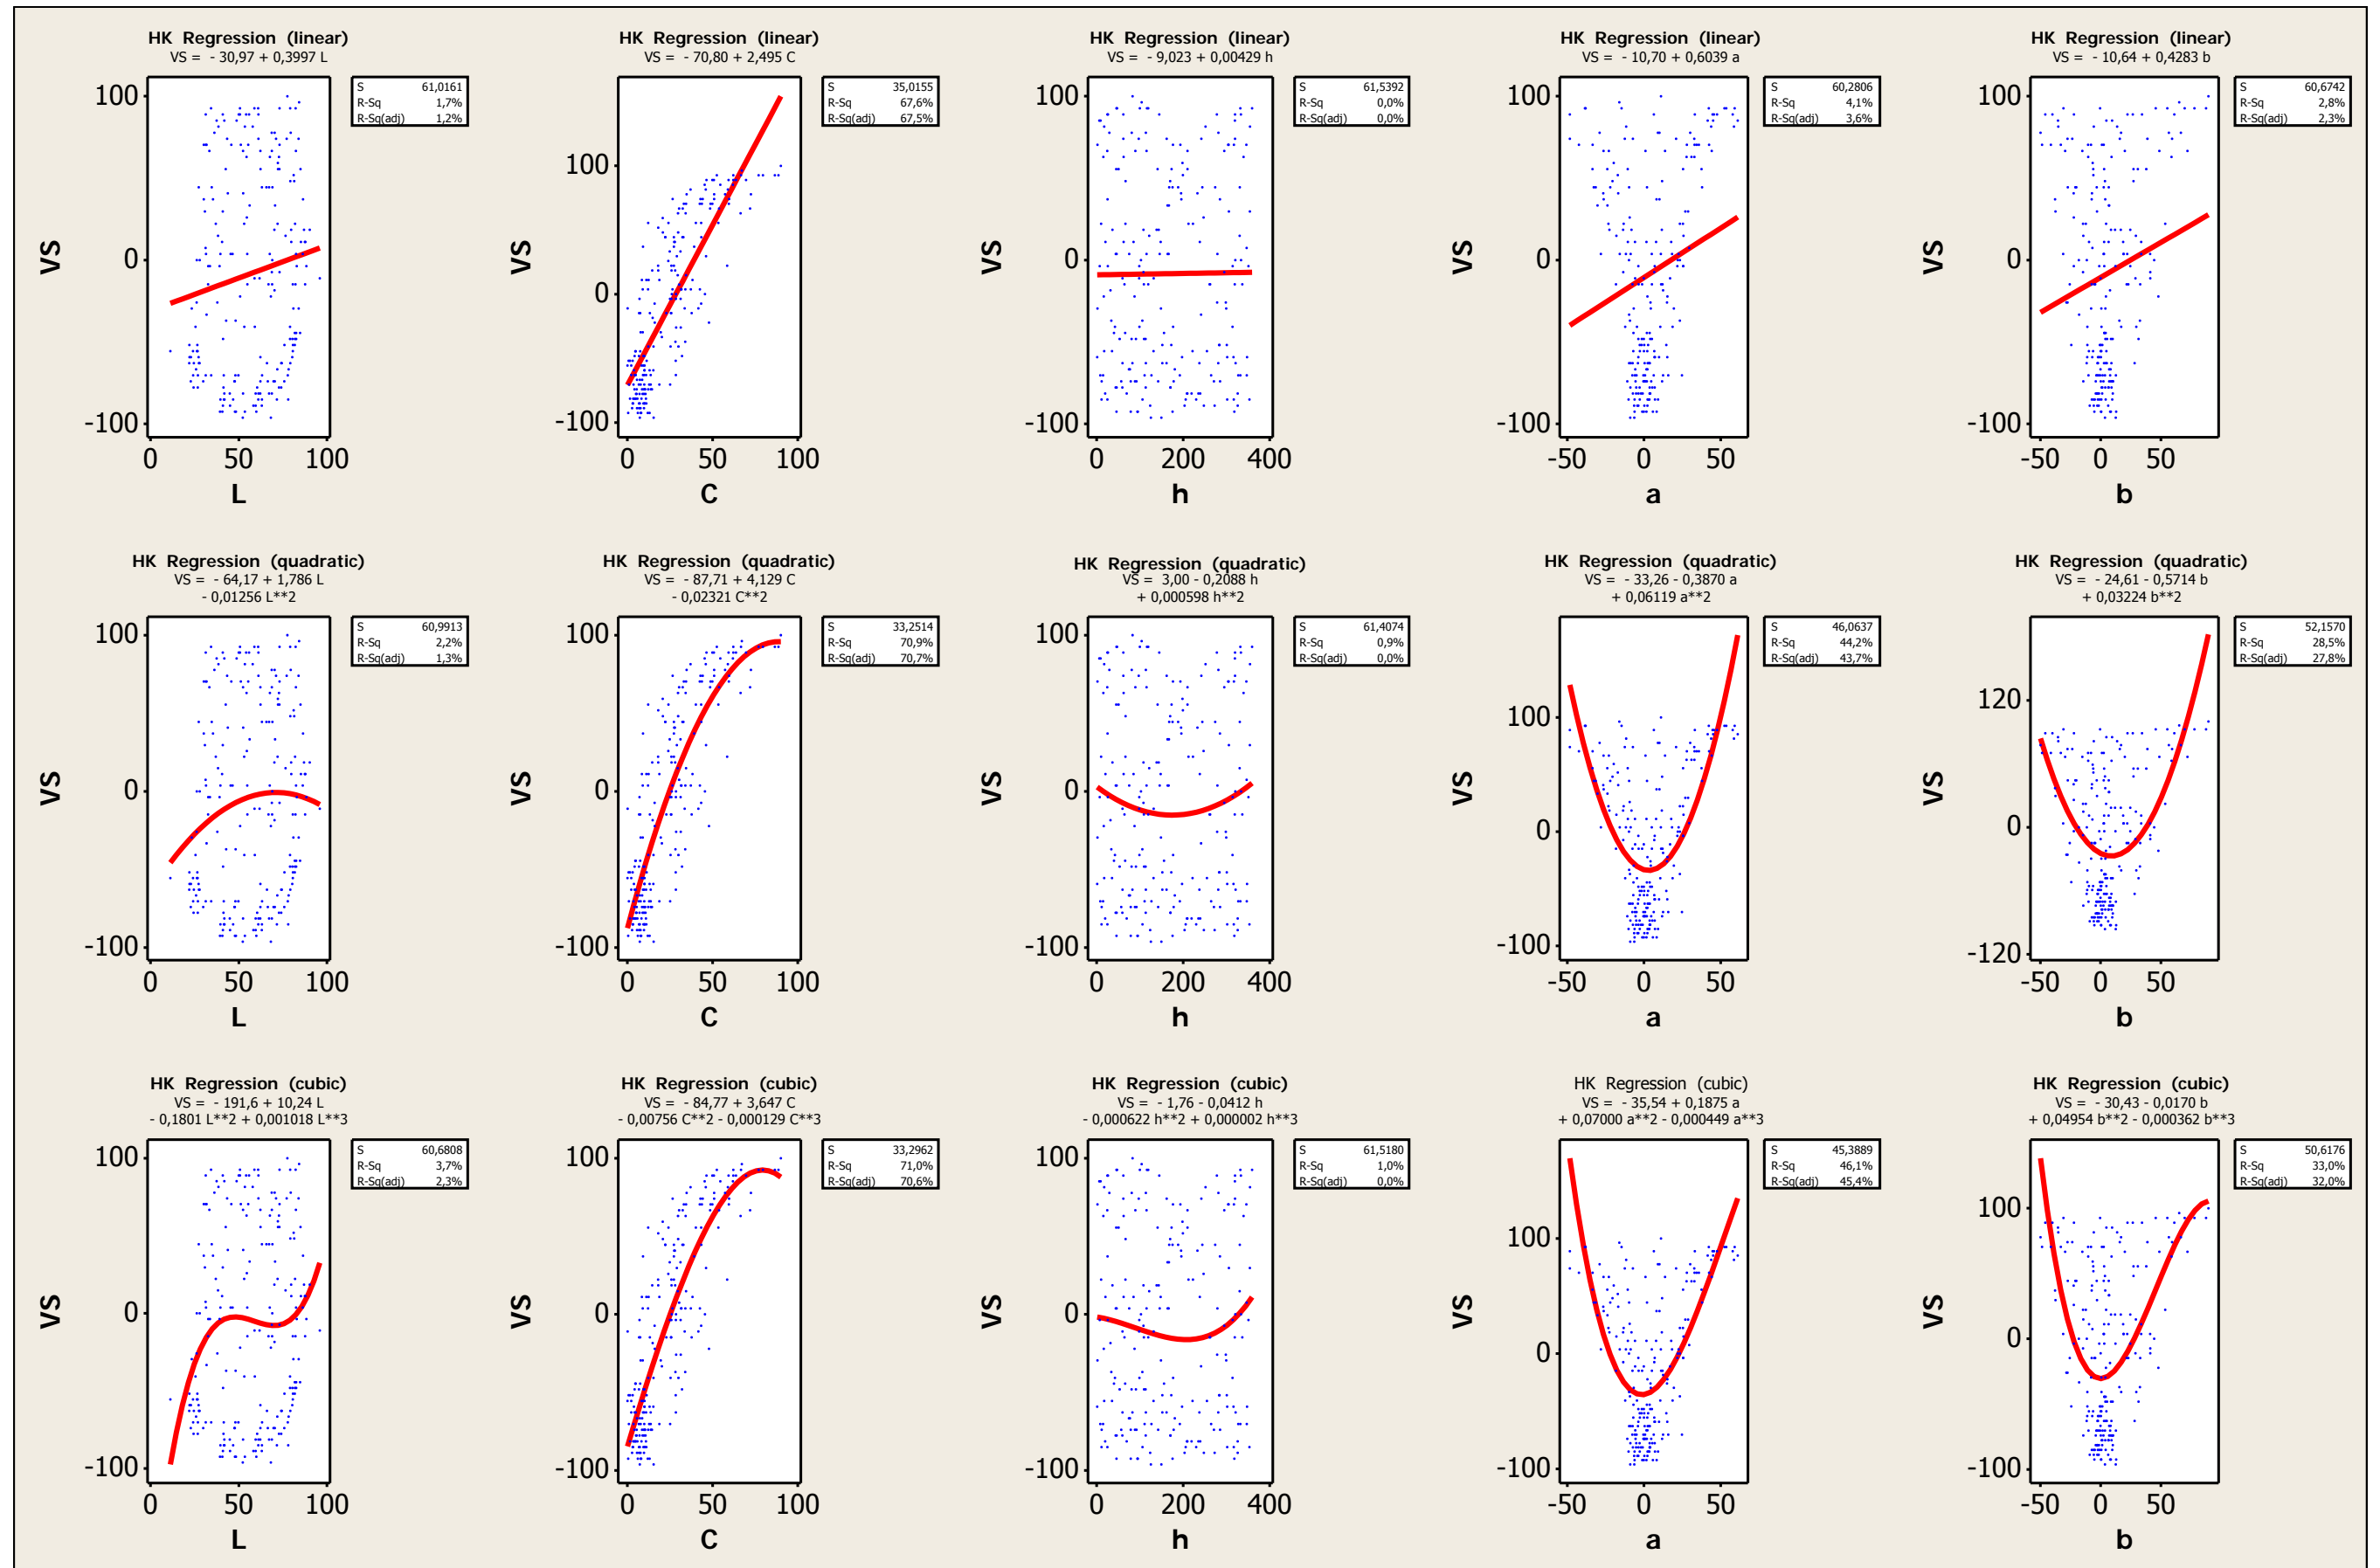 HK Regression (linear)
VS = - 30,97 + 0,3997 L
S 61,0161
R-Sq 1,7%
R-Sq(adj) 1,2%
100
0
-100
VS
0 50 100
L
HK Regression (linear)
VS = - 70,80 + 2,495 C
S 35,0155
R-Sq 67,6%
R-Sq(adj) 67,5%
100
0
-100
VS
0 50 100
C
HK Regression (linear)
VS = - 9,023 + 0,00429 h
S 61,5392
R-Sq 0,0%
R-Sq(adj) 0,0%
100
0
-100
VS
0 200 400
h
HK Regression (linear)
VS = - 10,70 + 0,6039 a
S 60,2806
R-Sq 4,1%
R-Sq(adj) 3,6%
100
0
-100
VS
-50 0 50
a
HK Regression (linear)
VS = - 10,64 + 0,4283 b
S 60,6742
R-Sq 2,8%
R-Sq(adj) 2,3%
100
0
-100
VS
-50 0 50
b
HK Regression (quadratic)
VS = - 64,17 + 1,786 L
- 0,01256 L**2
S 60,9913
R-Sq 2,2%
R-Sq(adj) 1,3%
100
0
-100
VS
0 50 100
L
HK Regression (quadratic)
VS = - 87,71 + 4,129 C
- 0,02321 C**2
S 33,2514
R-Sq 70,9%
R-Sq(adj) 70,7%
100
0
-100
VS
0 50 100
C
HK Regression (quadratic)
VS = 3,00 - 0,2088 h
+ 0,000598 h**2
S 61,4074
R-Sq 0,9%
R-Sq(adj) 0,0%
100
0
-100
VS
0 200 400
h
HK Regression (quadratic)
VS = - 33,26 - 0,3870 a
+ 0,06119 a**2
S 46,0637
R-Sq 44,2%
R-Sq(adj) 43,7%
100
0
-100
VS
-50 0 50
a
HK Regression (quadratic)
VS = - 24,61 - 0,5714 b
+ 0,03224 b**2
S 52,1570
R-Sq 28,5%
R-Sq(adj) 27,8%
120
0
-120
VS
-50 0 50
b
HK Regression (cubic)
VS = - 191,6 + 10,24 L
- 0,1801 L**2 + 0,001018 L**3
S 60,6808
R-Sq 3,7%
R-Sq(adj) 2,3%
100
0
-100
VS
0 50 100
L
HK Regression (cubic)
VS = - 84,77 + 3,647 C
- 0,00756 C**2 - 0,000129 C**3
S 33,2962
R-Sq 71,0%
R-Sq(adj) 70,6%
100
0
-100
VS
0 50 100
C
HK Regression (cubic)
VS = - 1,76 - 0,0412 h
- 0,000622 h**2 + 0,000002 h**3
S 61,5180
R-Sq 1,0%
R-Sq(adj) 0,0%
100
0
-100
VS
0 200 400
h
HK Regression (cubic)
VS = - 35,54 + 0,1875 a
+ 0,07000 a**2 - 0,000449 a**3
S 45,3889
R-Sq 46,1%
R-Sq(adj) 45,4%
100
0
-100
VS
-50 0 50
a
HK Regression (cubic)
VS = - 30,43 - 0,0170 b
+ 0,04954 b**2 - 0,000362 b**3
S 50,6176
R-Sq 33,0%
R-Sq(adj) 32,0%
100
0
-100
VS
-50 0 50
b